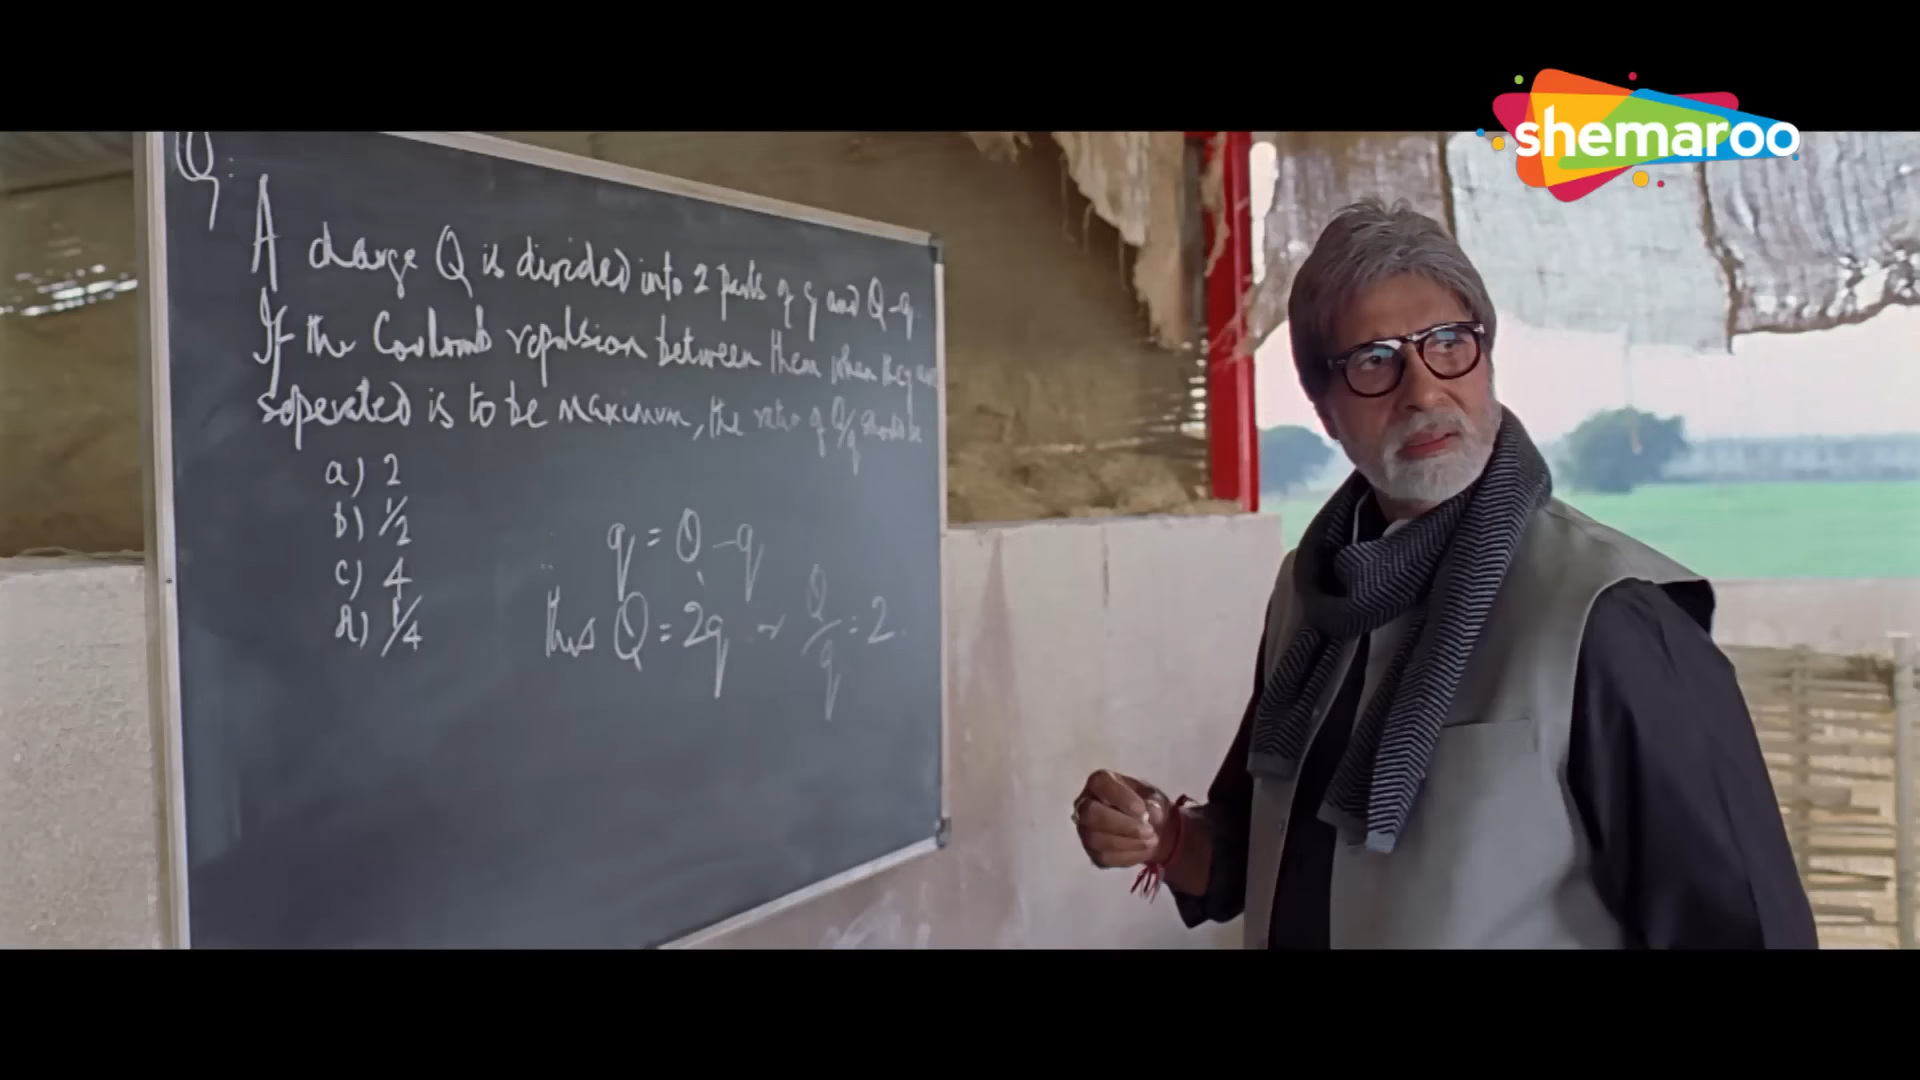 shemaroo
Q:
A charge Q is divided into 2 parts of q and Q-q.
If the Coulomb repulsion between them when they are
seperated is to be maximum, the ratio of Q/q should be
a) 2
b) 1/2
c) 4
d) 1/4
q = Q - q
thus Q = 2q or Q/q = 2